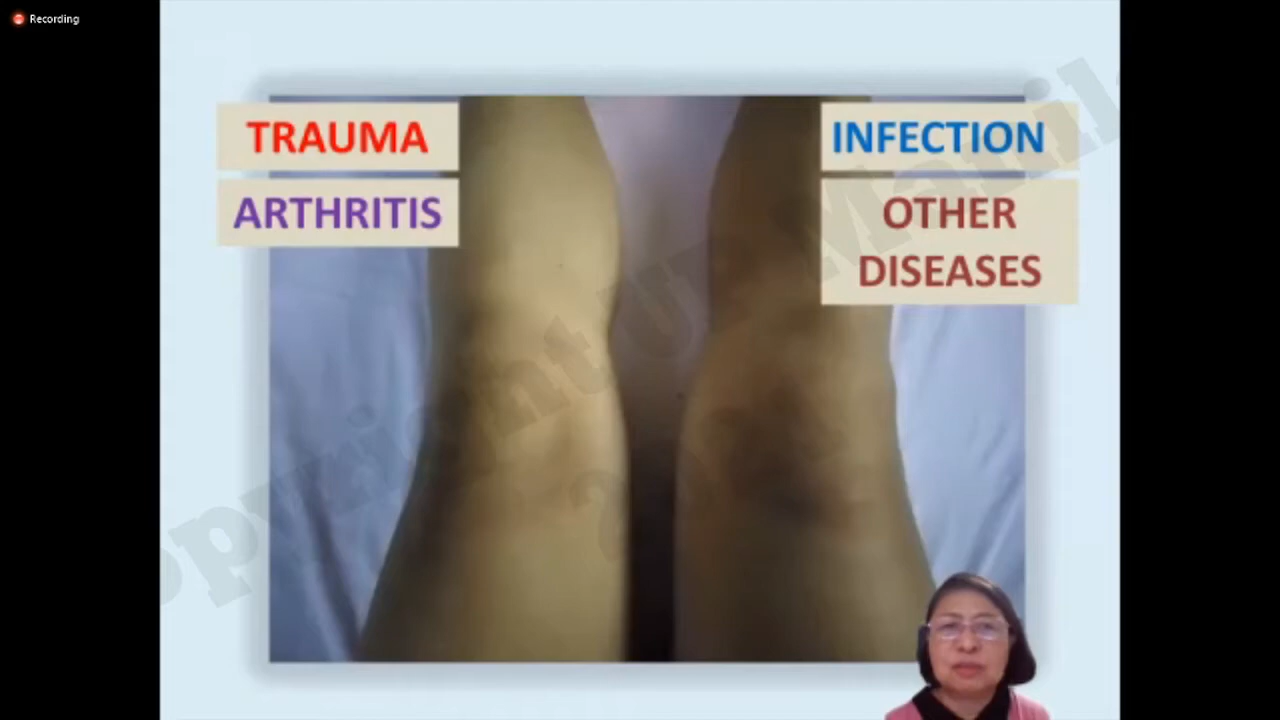 Recording
TRAUMA
ARTHRITIS
INFECTION
OTHER
DISEASES